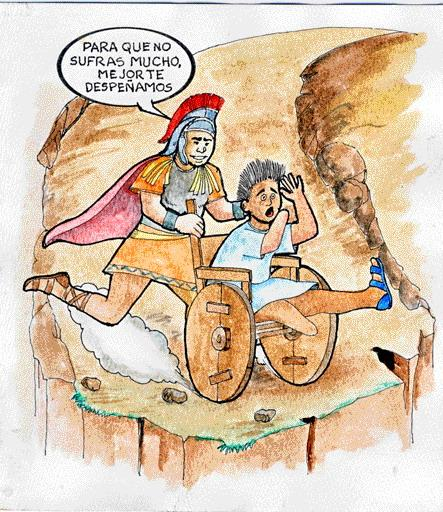 PARA QUE NO
SUFRAS MUCHO,
MEJOR TE
DESPEÑAMOS